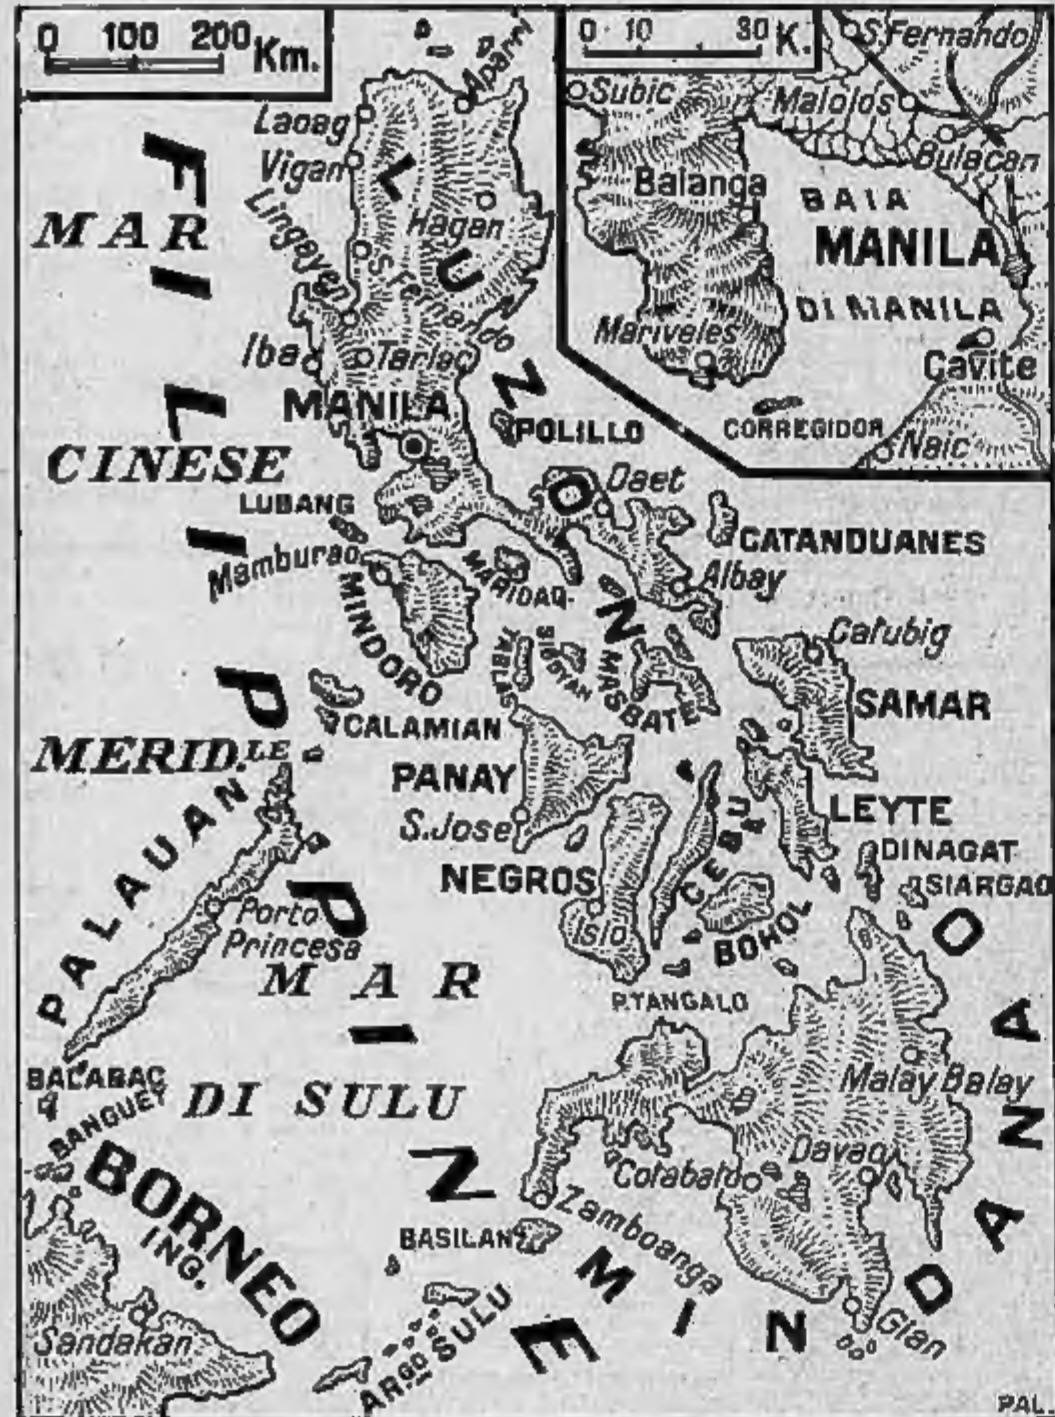 0 100 200 Km.
0 10 30 K.
FILIPPINE
MAR
CINESE
MERID.LE
MAR
DI SULU
LUZON
Aparri
Laoag
Vigan
Lingayen
Hagan
S. Fernando
Iba
Tarlac
MANILA
POLILLO
Daet
LUBANG
CATANDUANES
Mamburao
MINDORO
MARIDAQ.
Albay
TABLAS
SIBUYAN
MASBATE
Catubig
SAMAR
CALAMIAN
PANAY
S. Jose
CEBU
LEYTE
DINAGAT
SIARGAO
NEGROS
Islo
BOHOL
PALAUAN
Porto
Princesa
P.TANGALO
BALABAC
BANGUEY
BORNEO
ING.
Sandakan
MINDANAO
Malay Balay
Davao
Cotabato
Zamboanga
BASILAN
Glan
ARGO SULU
S. Fernando
Subic
Malolos
Bulacan
Balanga
BAIA
MANILA
DI MANILA
Mariveles
Cavite
CORREGIDOR
Naic
PAL.